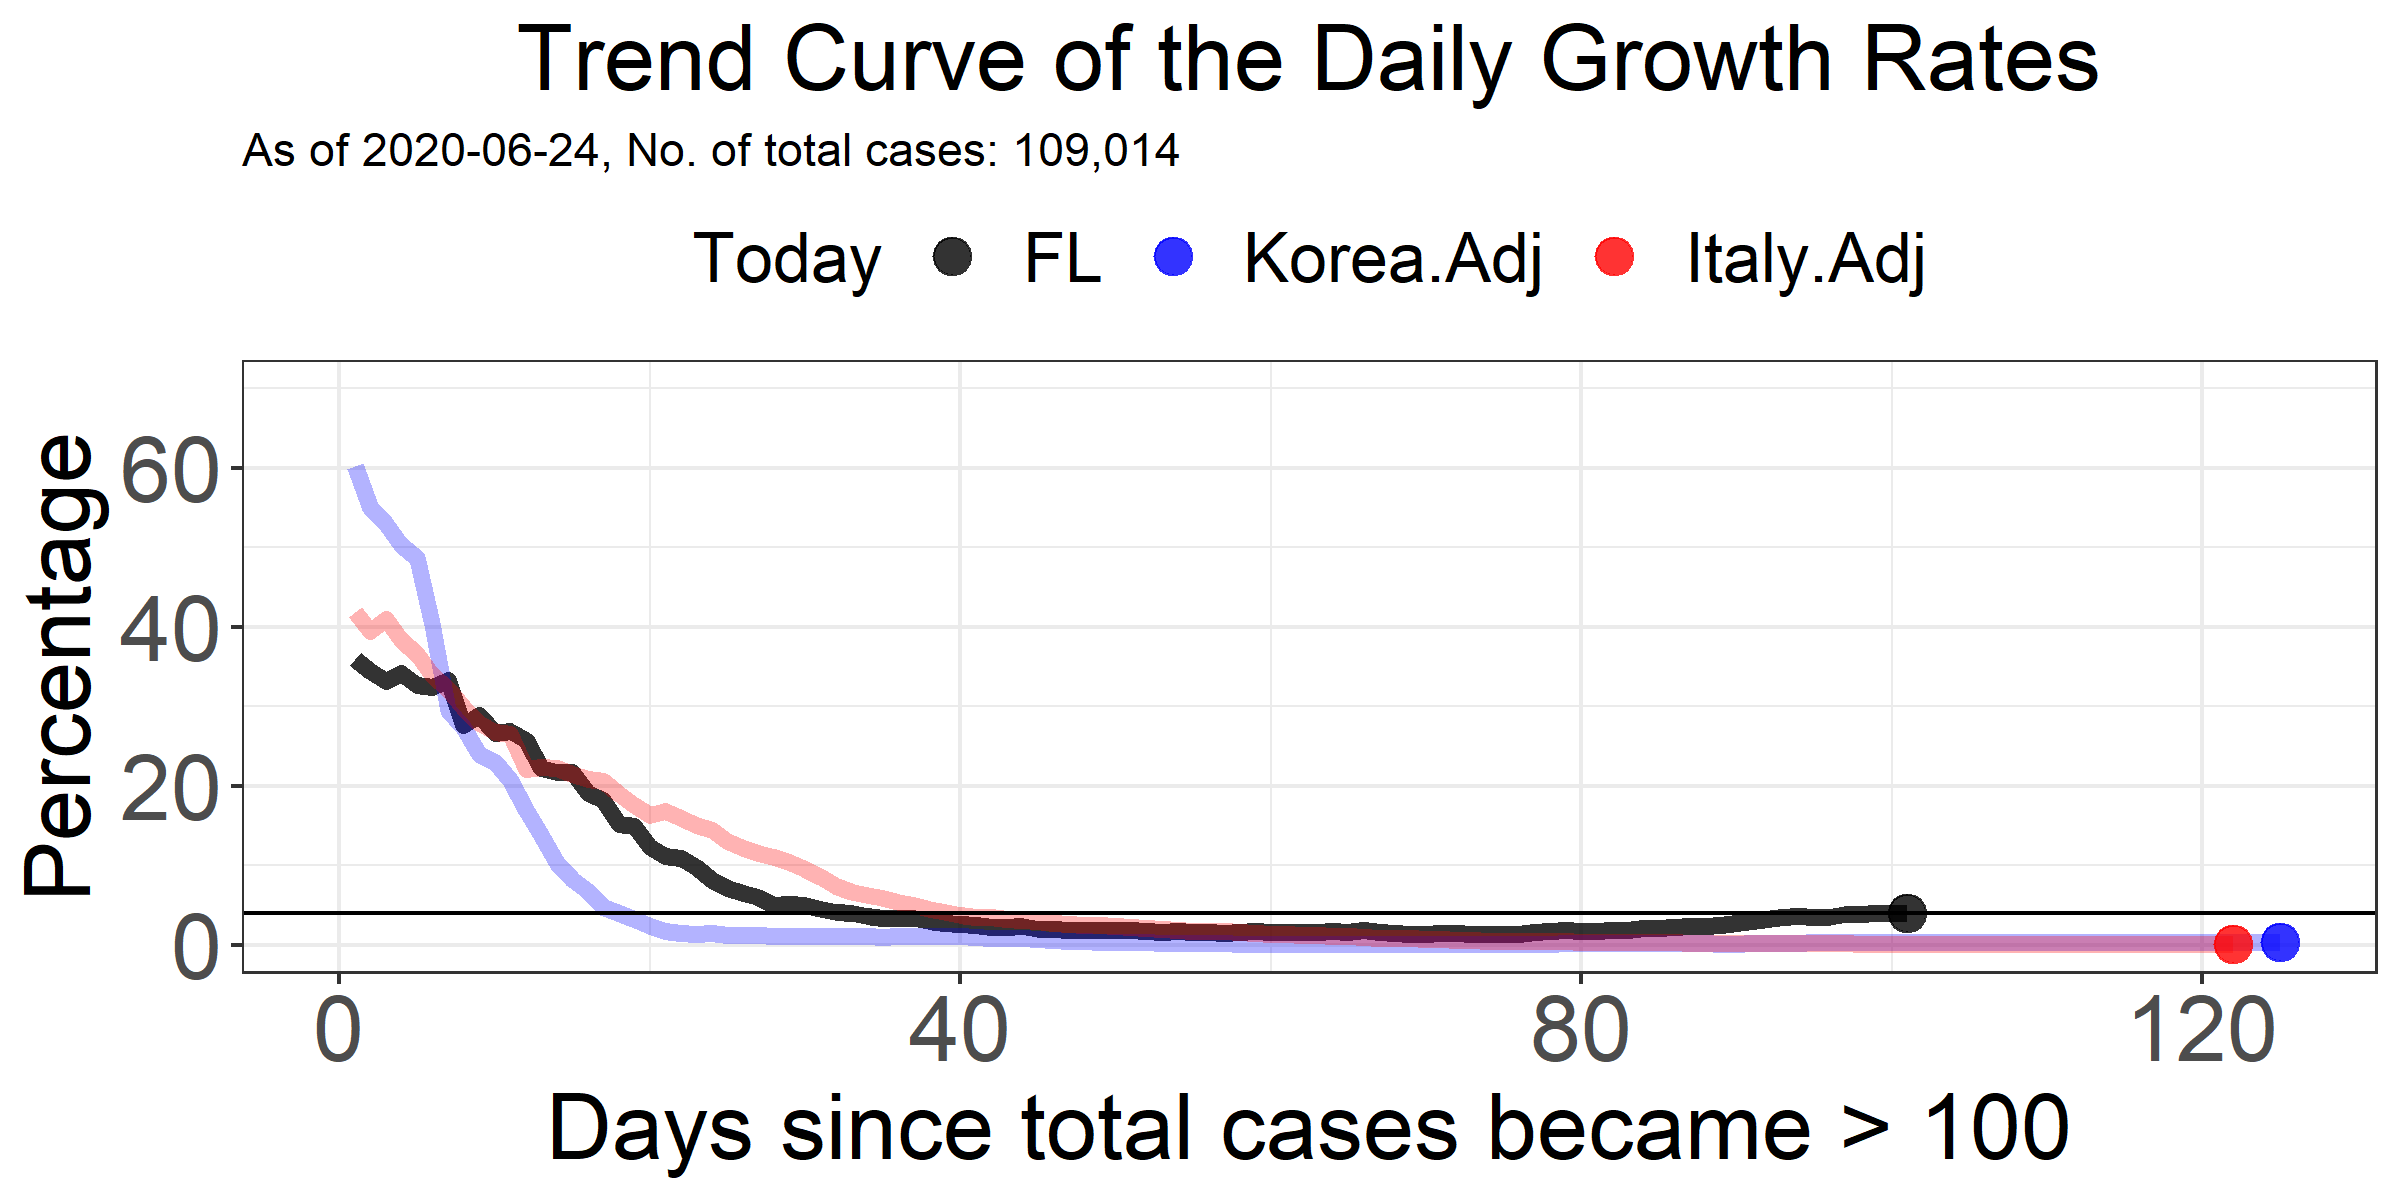 Trend Curve of the Daily Growth Rates
As of 2020-06-24, No. of total cases: 109,014
Today FL Korea.Adj Italy.Adj
Percentage
60
40
20
0
0 40 80 120
Days since total cases became > 100